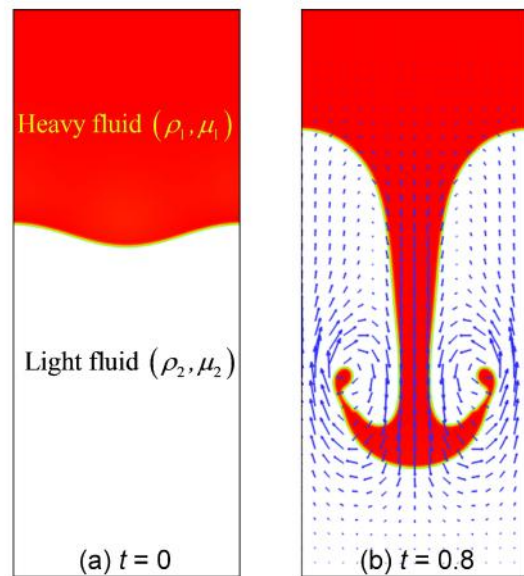 Heavy fluid (ρ₁, μ₁)
Light fluid (ρ₂, μ₂)
(a) t = 0
(b) t = 0.8